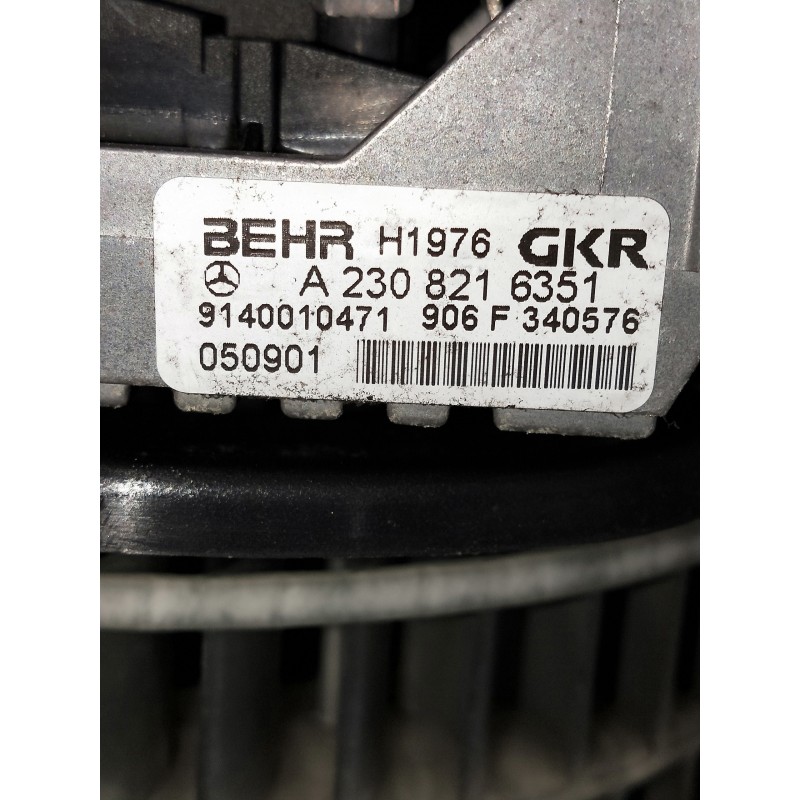 BEHR H1976 GKR
A 230 821 6351
9140010471 906 F 340576
050901